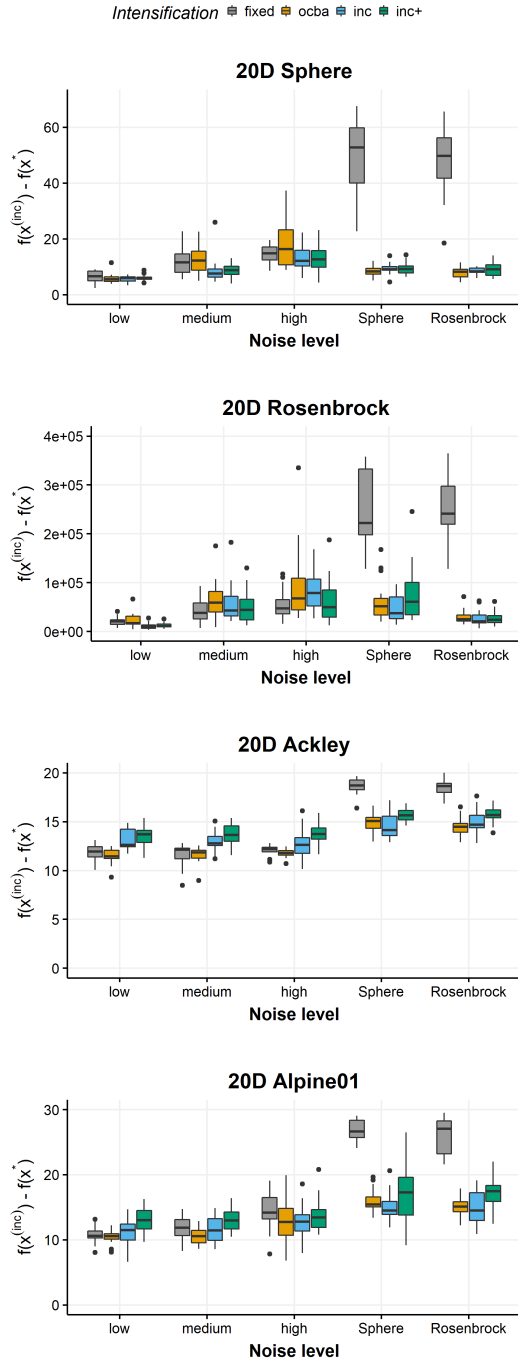 Intensification fixed ocba inc inc+
20D Sphere
f(x^(inc)) - f(x^*)
60
40
20
0
low medium high Sphere Rosenbrock
Noise level
20D Rosenbrock
f(x^(inc)) - f(x^*)
4e+05
3e+05
2e+05
1e+05
0e+00
low medium high Sphere Rosenbrock
Noise level
20D Ackley
f(x^(inc)) - f(x^*)
20
15
10
5
0
low medium high Sphere Rosenbrock
Noise level
20D Alpine01
f(x^(inc)) - f(x^*)
30
20
10
0
low medium high Sphere Rosenbrock
Noise level